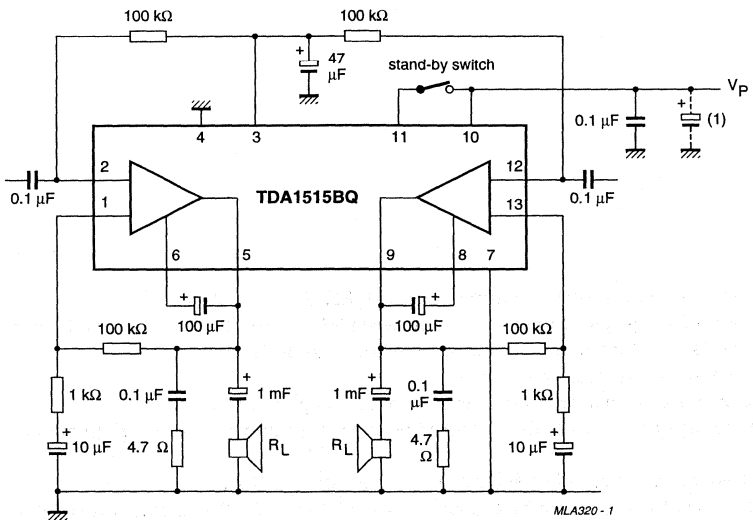 100 kΩ
100 kΩ
+
47
μF
stand-by switch
VP
4
3
11
10
0.1 μF
+
(1)
2
12
TDA1515BQ
0.1 μF
1
13
0.1 μF
6
5
9
8
7
+
100 μF
+
100 μF
100 kΩ
100 kΩ
1 kΩ
0.1 μF
+
1 mF
1 mF
+
0.1
μF
1 kΩ
+
10 μF
4.7 Ω
RL
RL
4.7
Ω
10 μF
+
MLA320 - 1